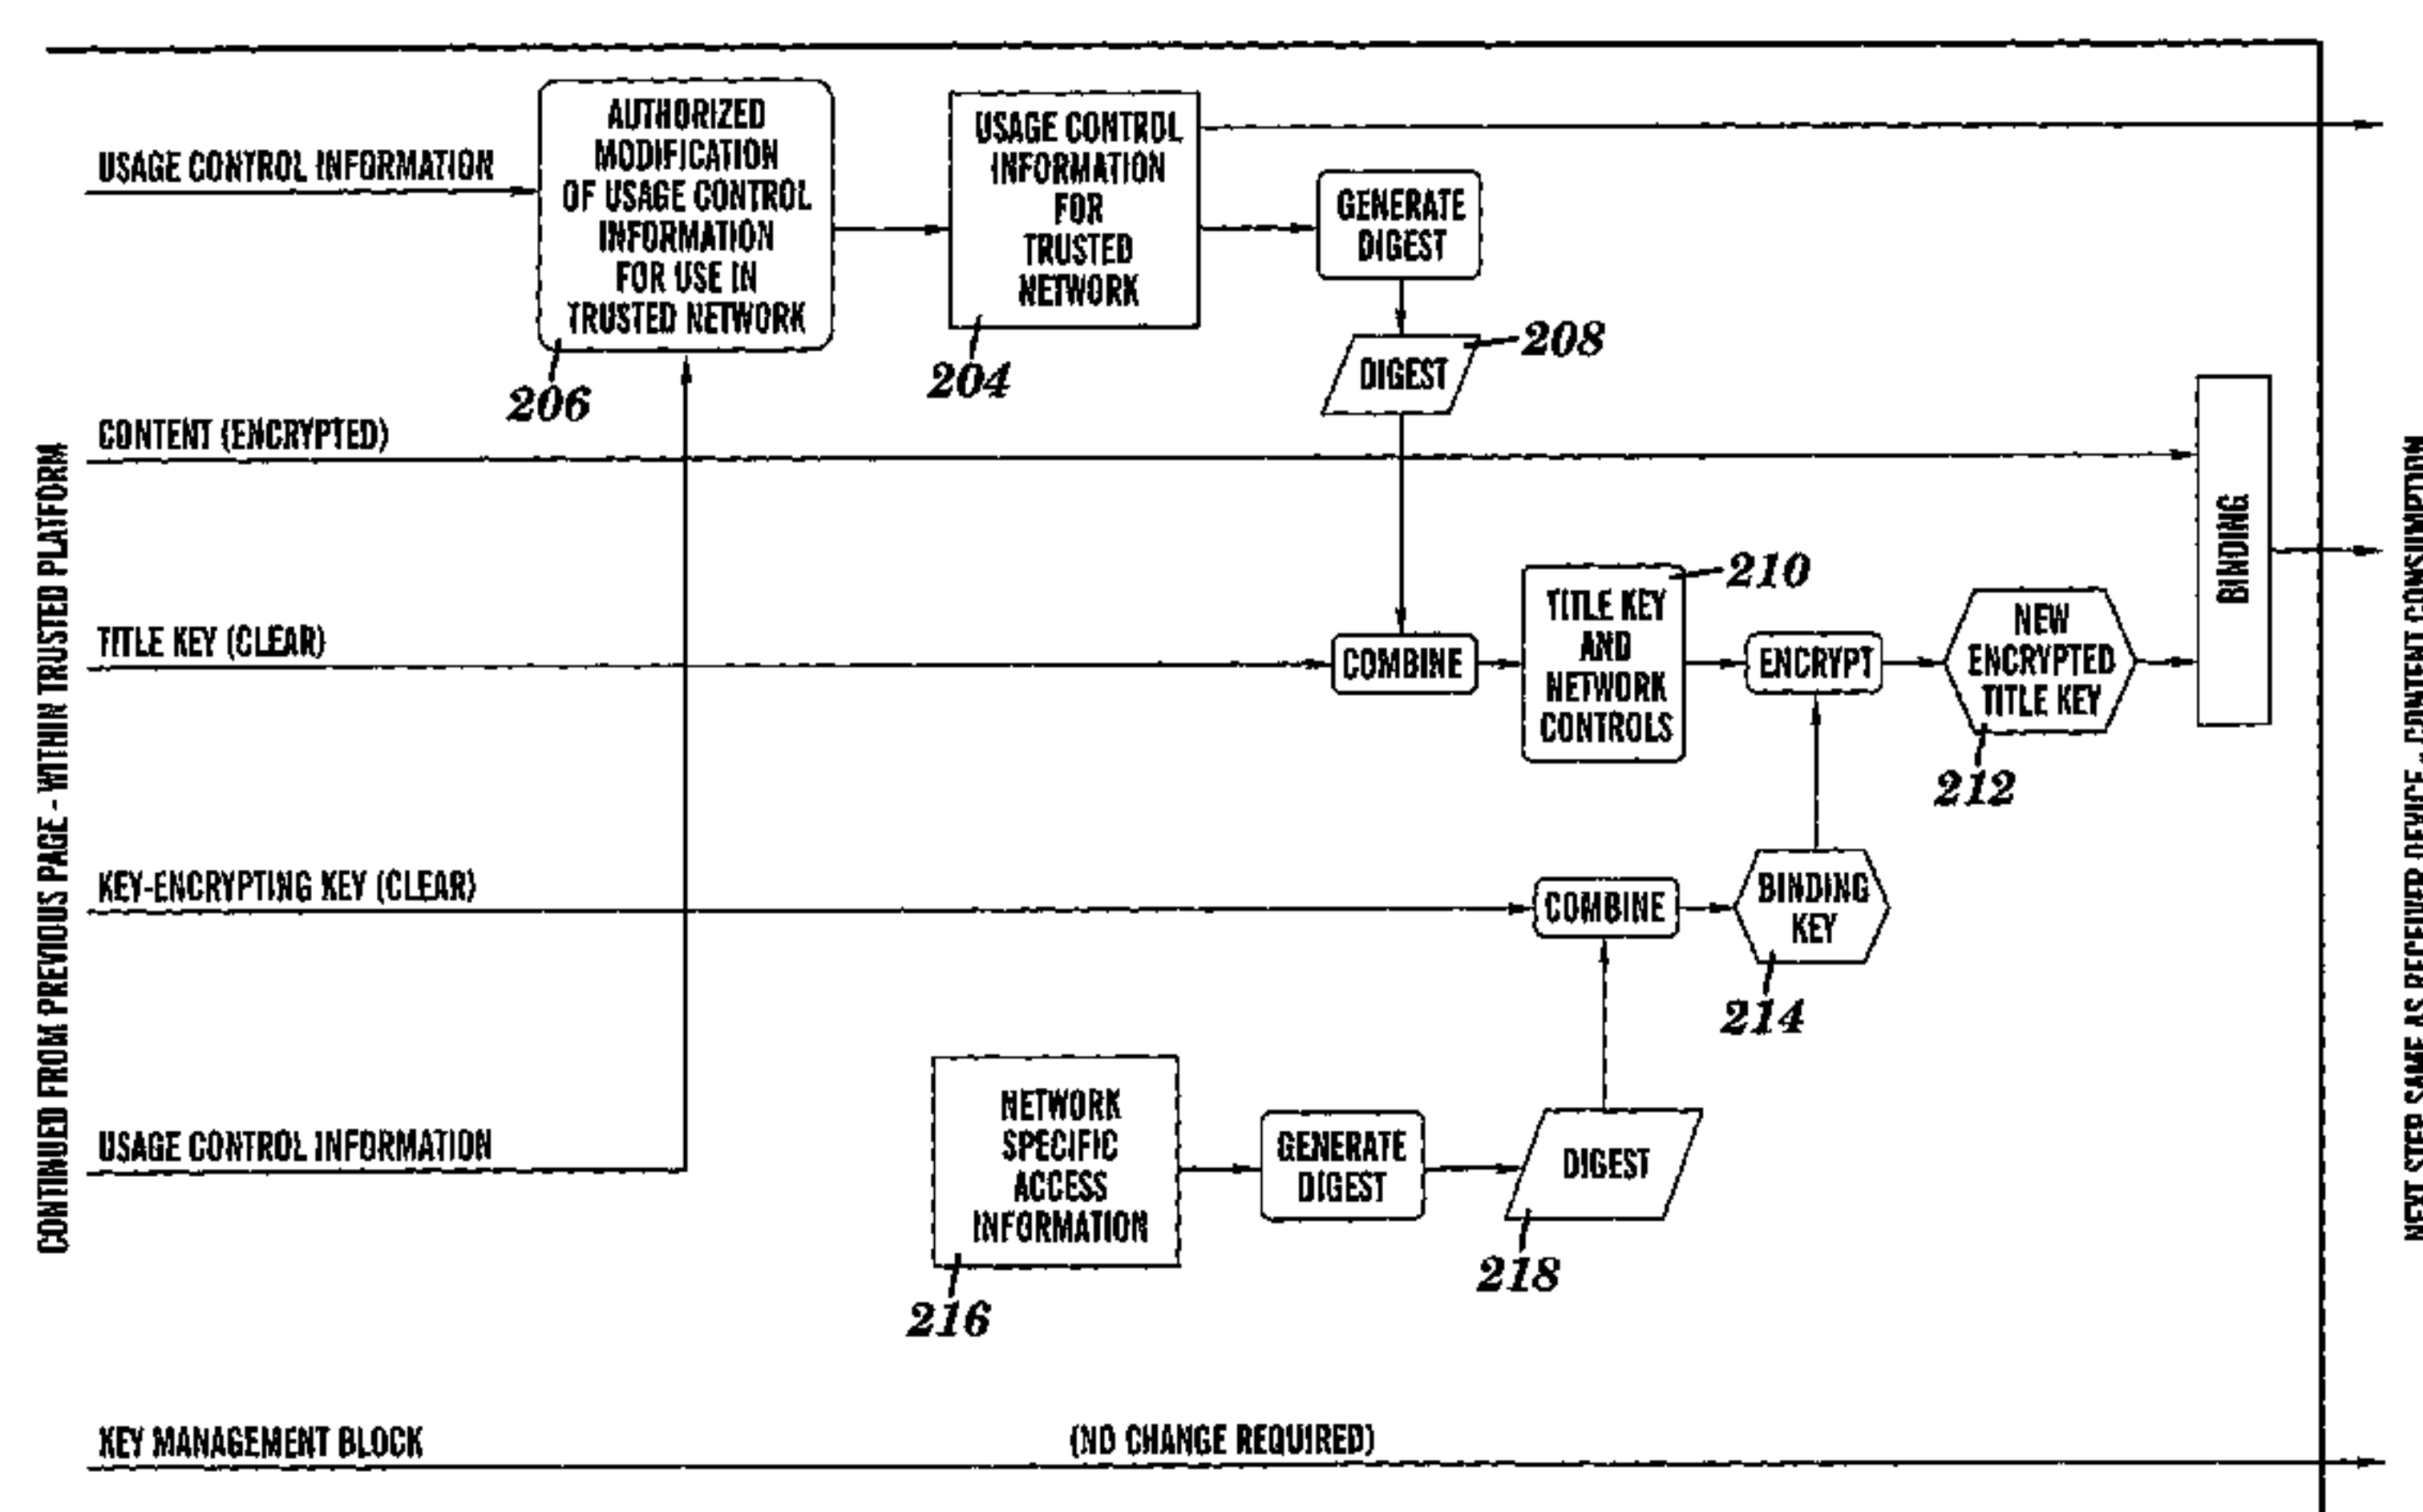 USAGE CONTROL INFORMATION
AUTHORIZED
MODIFICATION
OF USAGE CONTROL
INFORMATION
FOR USE IN
TRUSTED NETWORK
206
USAGE CONTROL
INFORMATION
FOR
TRUSTED
NETWORK
204
GENERATE
DIGEST
DIGEST
208
CONTENT (ENCRYPTED)
TITLE KEY (CLEAR)
COMBINE
TITLE KEY
AND
NETWORK
CONTROLS
210
ENCRYPT
NEW
ENCRYPTED
TITLE KEY
212
BINDING
KEY-ENCRYPTING KEY (CLEAR)
COMBINE
BINDING
KEY
214
USAGE CONTROL INFORMATION
NETWORK
SPECIFIC
ACCESS
INFORMATION
216
GENERATE
DIGEST
DIGEST
218
KEY MANAGEMENT BLOCK
(NO CHANGE REQUIRED)
CONTINUED FROM PREVIOUS PAGE - WITHIN TRUSTED PLATFORM